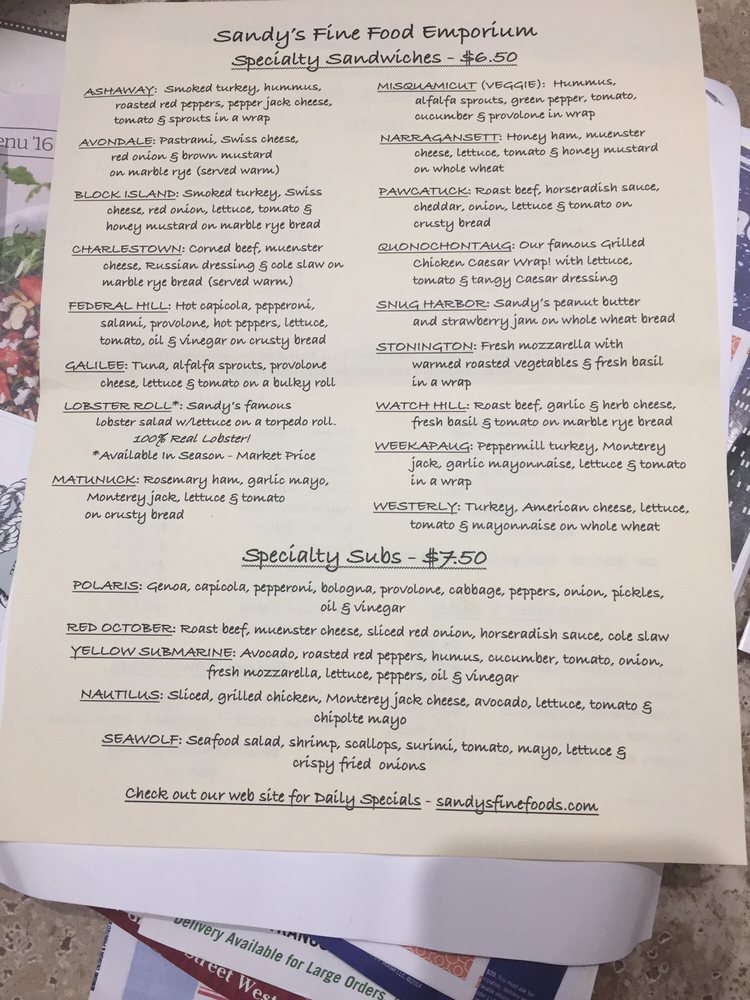 Sandy's Fine Food Emporium
Specialty Sandwiches - $6.50
ASHAWAY: Smoked turkey, hummus,
roasted red peppers, pepper jack cheese,
tomato & sprouts in a wrap
AVONDALE: Pastrami, Swiss cheese,
red onion & brown mustard
on marble rye (served warm)
BLOCK ISLAND: Smoked turkey, Swiss
cheese, red onion, lettuce, tomato &
honey mustard on marble rye bread
CHARLESTOWN: Corned beef, muenster
cheese, Russian dressing & cole slaw on
marble rye bread (served warm)
FEDERAL HILL: Hot capicola, pepperoni,
salami, provolone, hot peppers, lettuce,
tomato, oil & vinegar on crusty bread
GALILEE: Tuna, alfalfa sprouts, provolone
cheese, lettuce & tomato on a bulky roll
LOBSTER ROLL*: Sandy's famous
lobster salad w/lettuce on a torpedo roll.
100% Real Lobster!
*Available In Season - Market Price
MATUNUCK: Rosemary ham, garlic mayo,
Monterey jack, lettuce & tomato
on crusty bread
MISQUAMICUT (VEGGIE): Hummus,
alfalfa sprouts, green pepper, tomato,
cucumber & provolone in wrap
NARRAGANSETT: Honey ham, muenster
cheese, lettuce, tomato & honey mustard
on whole wheat
PAWCATUCK: Roast beef, horseradish sauce,
cheddar, onion, lettuce & tomato on
crusty bread
QUONOCHONTAUG: Our famous Grilled
Chicken Caesar Wrap! with lettuce,
tomato & tangy Caesar dressing
SNUG HARBOR: Sandy's peanut butter
and strawberry jam on whole wheat bread
STONINGTON: Fresh mozzarella with
warmed roasted vegetables & fresh basil
in a wrap
WATCH HILL: Roast beef, garlic & herb cheese,
fresh basil & tomato on marble rye bread
WEEKAPAUG: Peppermill turkey, Monterey
jack, garlic mayonnaise, lettuce & tomato
in a wrap
WESTERLY: Turkey, American cheese, lettuce,
tomato & mayonnaise on whole wheat
Specialty Subs - $7.50
POLARIS: Genoa, capicola, pepperoni, bologna, provolone, cabbage, peppers, onion, pickles,
oil & vinegar
RED OCTOBER: Roast beef, muenster cheese, sliced red onion, horseradish sauce, cole slaw
YELLOW SUBMARINE: Avocado, roasted red peppers, humus, cucumber, tomato, onion,
fresh mozzarella, lettuce, peppers, oil & vinegar
NAUTILUS: Sliced, grilled chicken, Monterey jack cheese, avocado, lettuce, tomato &
chipolte mayo
SEAWOLF: Seafood salad, shrimp, scallops, surimi, tomato, mayo, lettuce &
crispy fried onions
Check out our web site for Daily Specials - sandysfinefoods.com
enu '16
Delivery Available for Large Orders.
Street West